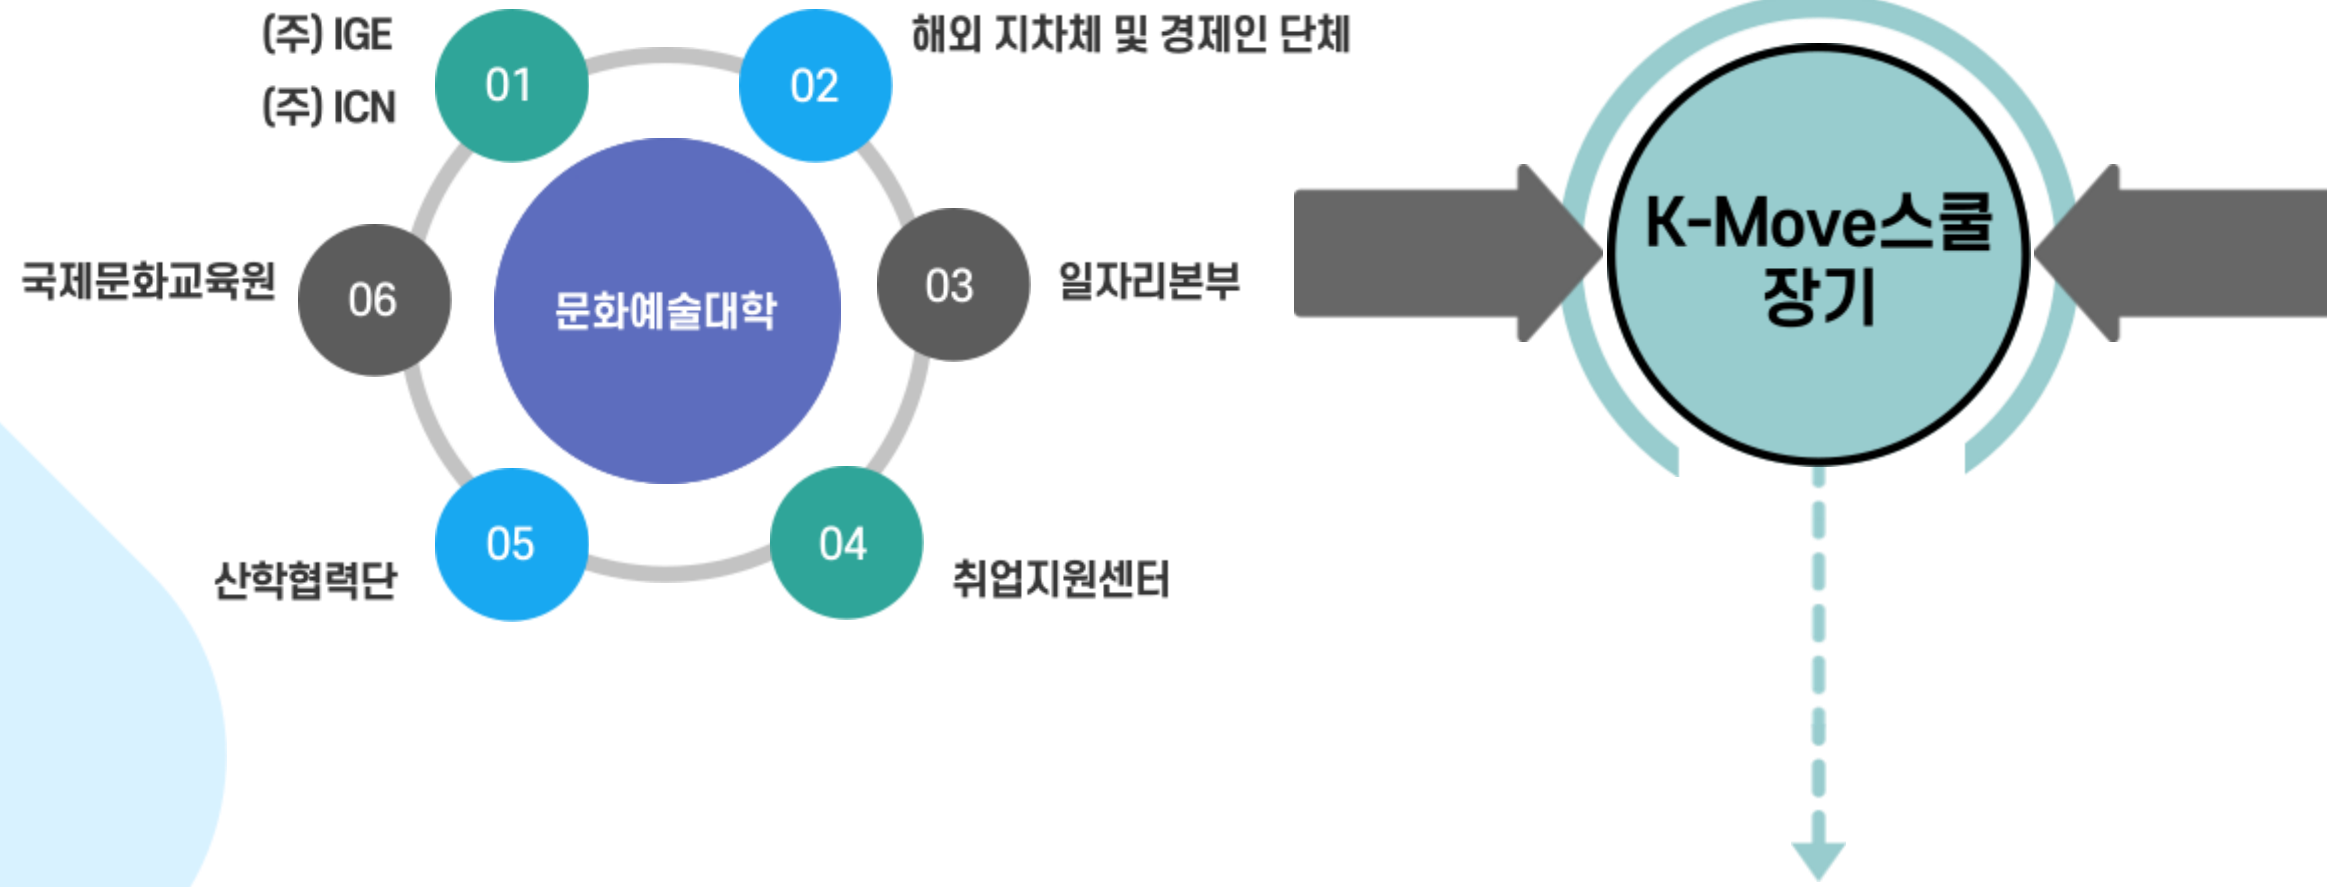 (주) IGE
(주) ICN
01
02
해외 지차체 및 경제인 단체
국제문화교육원
06
문화예술대학
03
일자리본부
산학협력단
05
04
취업지원센터
K-Move스쿨
장기